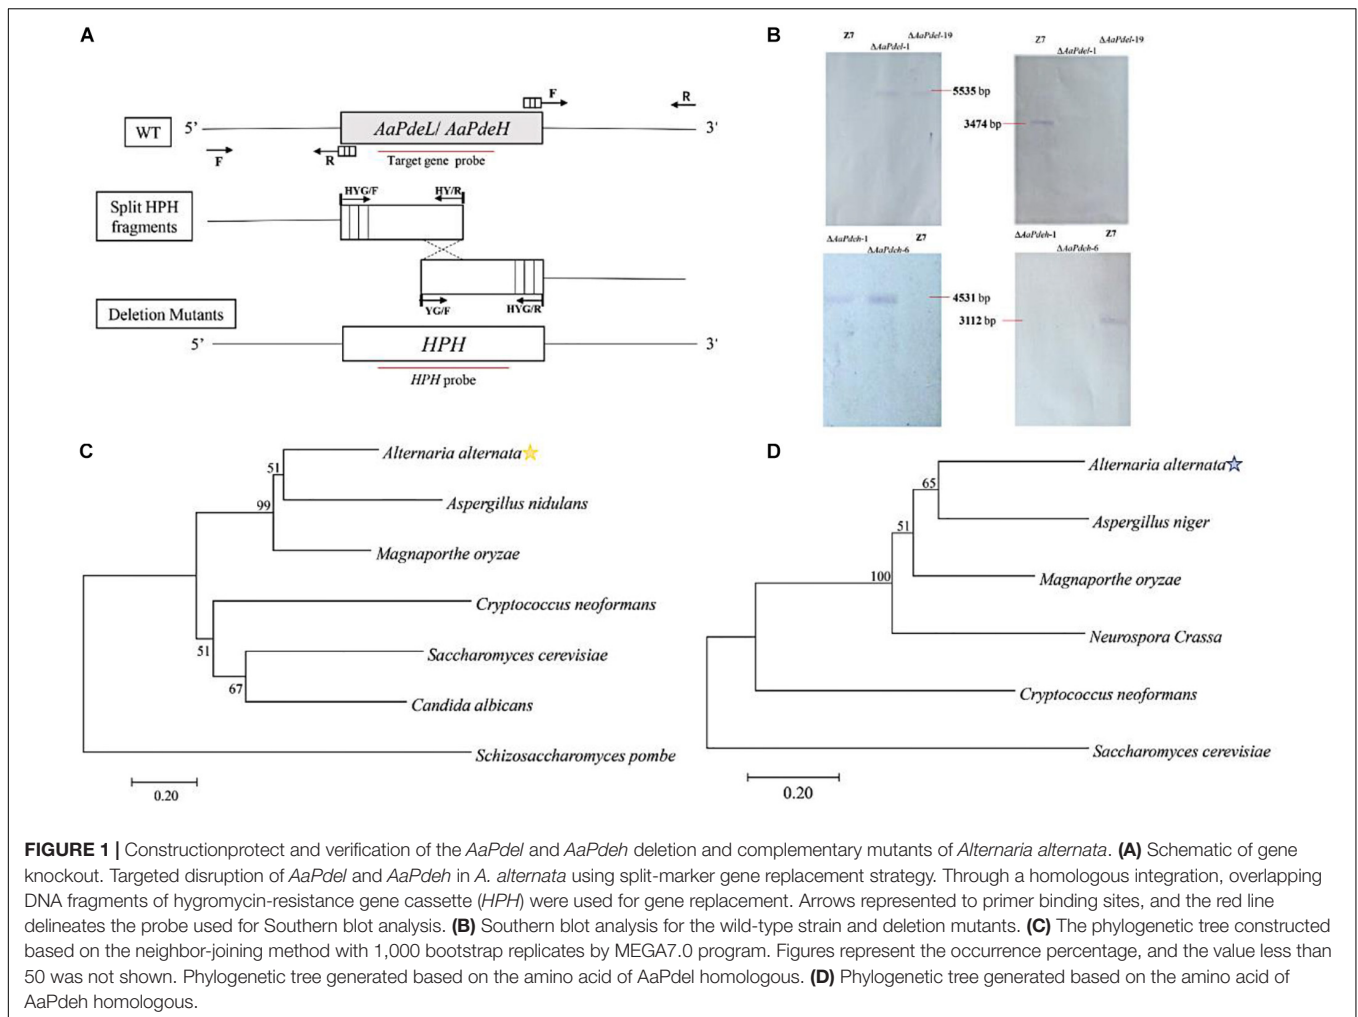 A
WT
5’
AaPdeL/ AaPdeH
F
R
3'
F
R
Target gene probe
Split HPH
fragments
HYG/F
HY/R
YG/F
HYG/R
Deletion Mutants
5’
HPH
3'
HPH probe
B
Z7
ΔAaPdel-1
ΔAaPdel-19
5535 bp
Z7
ΔAaPdel-1
ΔAaPdel-19
3474 bp
ΔAaPdeh-1
ΔAaPdeh-6
Z7
4531 bp
ΔAaPdeh-1
ΔAaPdeh-6
Z7
3112 bp
C
Alternaria alternata
51
Aspergillus nidulans
99
Magnaporthe oryzae
Cryptococcus neoformans
51
Saccharomyces cerevisiae
67
Candida albicans
Schizosaccharomyces pombe
0.20
D
Alternaria alternata
65
Aspergillus niger
51
Magnaporthe oryzae
100
Neurospora Crassa
Cryptococcus neoformans
Saccharomyces cerevisiae
0.20
FIGURE 1 | Constructionprotect and verification of the AaPdel and AaPdeh deletion and complementary mutants of Alternaria alternata. (A) Schematic of gene
knockout. Targeted disruption of AaPdel and AaPdeh in A. alternata using split-marker gene replacement strategy. Through a homologous integration, overlapping
DNA fragments of hygromycin-resistance gene cassette (HPH) were used for gene replacement. Arrows represented to primer binding sites, and the red line
delineates the probe used for Southern blot analysis. (B) Southern blot analysis for the wild-type strain and deletion mutants. (C) The phylogenetic tree constructed
based on the neighbor-joining method with 1,000 bootstrap replicates by MEGA7.0 program. Figures represent the occurrence percentage, and the value less than
50 was not shown. Phylogenetic tree generated based on the amino acid of AaPdel homologous. (D) Phylogenetic tree generated based on the amino acid of
AaPdeh homologous.